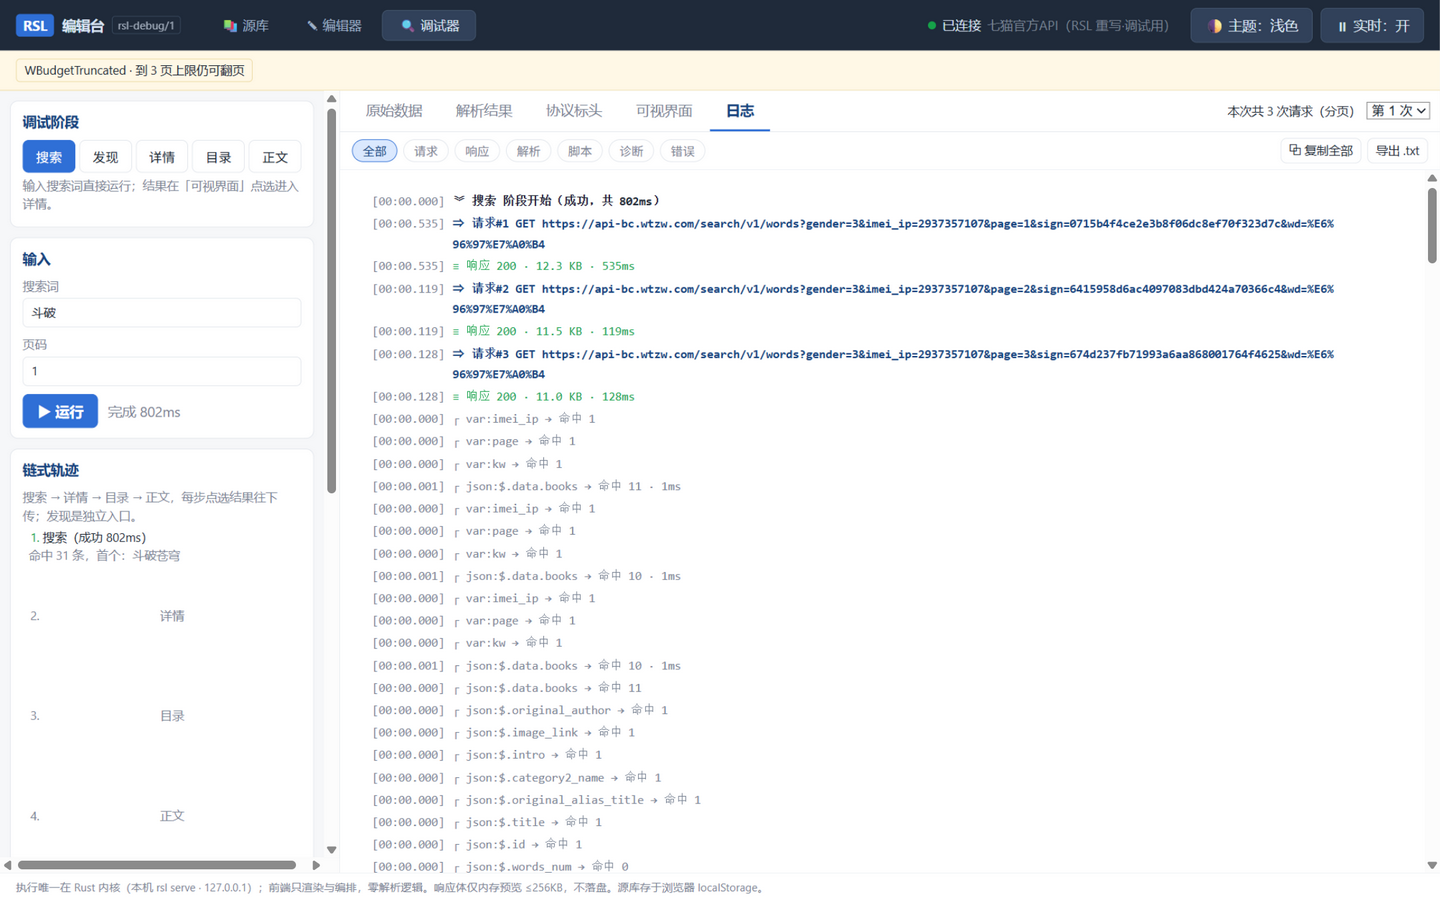 RSL 编辑台 rsl-debug/1 源库 编辑器 调试器 已连接 七猫官方API（RSL 重写·调试用） 主题：浅色 实时：开
WBudgetTruncated · 到 3 页上限仍可翻页
调试阶段
搜索 发现 详情 目录 正文
输入搜索词直接运行；结果在「可视界面」点选进入
详情。
输入
搜索词
斗破
页码
1
▶ 运行 完成 802ms
链式轨迹
搜索 → 详情 → 目录 → 正文，每步点选结果往下
传；发现是独立入口。
1. 搜索（成功 802ms）
命中 31 条，首个：斗破苍穹
2. 详情
3. 目录
4. 正文
原始数据 解析结果 协议标头 可视界面 日志 本次共 3 次请求（分页） 第 1 次
全部 请求 响应 解析 脚本 诊断 错误 复制全部 导出 .txt
[00:00.000] 搜索 阶段开始（成功，共 802ms）
[00:00.535] ⇒ 请求#1 GET https://api-bc.wtzw.com/search/v1/words?gender=3&imei_ip=2937357107&page=1&sign=0715b4f4ce2e3b8f06dc8ef70f323d7c&wd=%E6%
96%97%E7%A0%B4
[00:00.535] ≡ 响应 200 · 12.3 KB · 535ms
[00:00.119] ⇒ 请求#2 GET https://api-bc.wtzw.com/search/v1/words?gender=3&imei_ip=2937357107&page=2&sign=6415958d6ac4097083dbd424a70366c4&wd=%E6%
96%97%E7%A0%B4
[00:00.119] ≡ 响应 200 · 11.5 KB · 119ms
[00:00.128] ⇒ 请求#3 GET https://api-bc.wtzw.com/search/v1/words?gender=3&imei_ip=2937357107&page=3&sign=674d237fb71993a6aa868001764f4625&wd=%E6%
96%97%E7%A0%B4
[00:00.128] ≡ 响应 200 · 11.0 KB · 128ms
[00:00.000] ┌ var:imei_ip → 命中 1
[00:00.000] ┌ var:page → 命中 1
[00:00.000] ┌ var:kw → 命中 1
[00:00.001] ┌ json:$.data.books → 命中 11 · 1ms
[00:00.000] ┌ var:imei_ip → 命中 1
[00:00.000] ┌ var:page → 命中 1
[00:00.000] ┌ var:kw → 命中 1
[00:00.001] ┌ json:$.data.books → 命中 10 · 1ms
[00:00.000] ┌ var:imei_ip → 命中 1
[00:00.000] ┌ var:page → 命中 1
[00:00.000] ┌ var:kw → 命中 1
[00:00.001] ┌ json:$.data.books → 命中 10 · 1ms
[00:00.000] ┌ json:$.data.books → 命中 11
[00:00.000] ┌ json:$.original_author → 命中 1
[00:00.000] ┌ json:$.image_link → 命中 1
[00:00.000] ┌ json:$.intro → 命中 1
[00:00.000] ┌ json:$.category2_name → 命中 1
[00:00.000] ┌ json:$.original_alias_title → 命中 1
[00:00.000] ┌ json:$.title → 命中 1
[00:00.000] ┌ json:$.id → 命中 1
[00:00.000] ┌ json:$.words_num → 命中 0
执行唯一在 Rust 内核（本机 rsl serve · 127.0.0.1）；前端只渲染与编排，零解析逻辑。响应体仅内存预览 ≤256KB，不落盘。源库存于浏览器 localStorage。